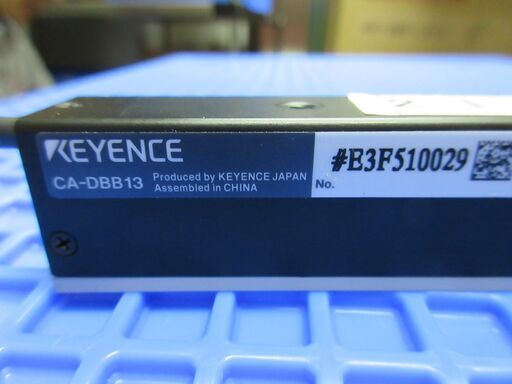 KEYENCE
CA-DBB13
Produced by KEYENCE JAPAN
Assembled in CHINA
No.
#E3F510029